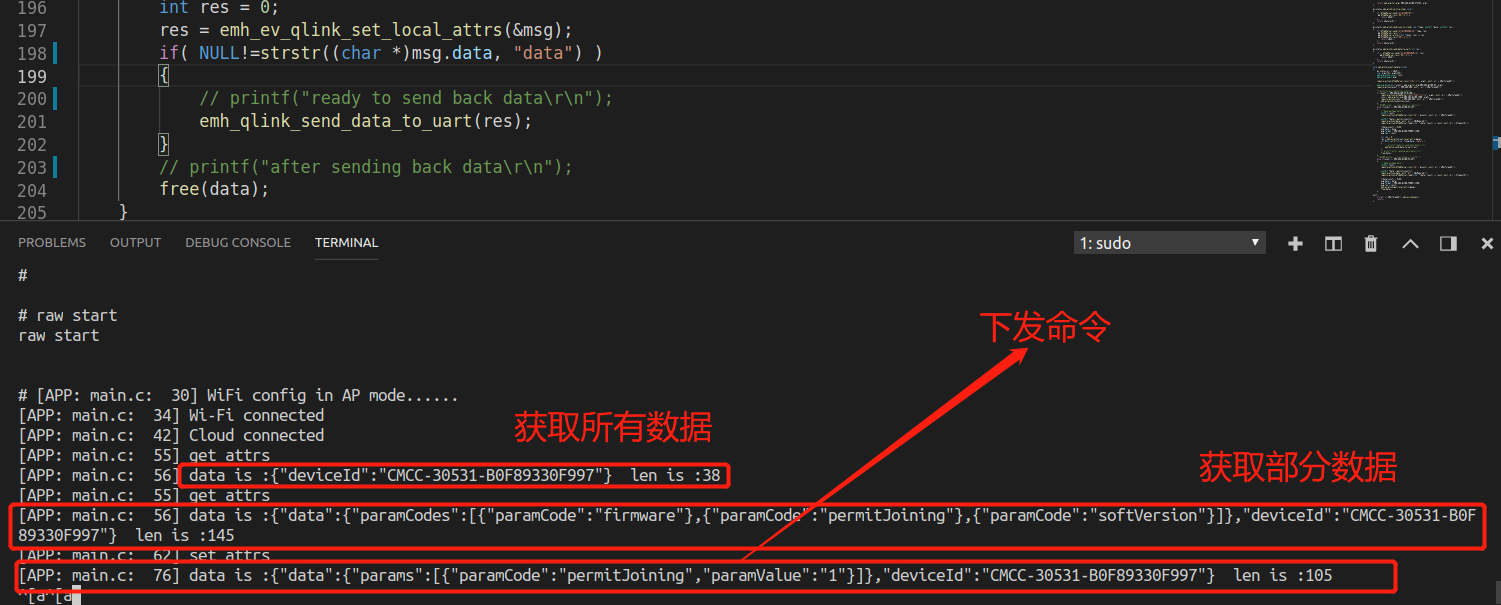 196 int res = 0;
197 res = emh_ev_qlink_set_local_attrs(&msg);
198 if( NULL!=strstr((char *)msg.data, "data") )
199 {
200 // printf("ready to send back data\r\n");
201 emh_qlink_send_data_to_uart(res);
202 }
203 // printf("after sending back data\r\n");
204 free(data);
205 }
PROBLEMS OUTPUT DEBUG CONSOLE TERMINAL 1: sudo
#
# raw start
raw start
下发命令
# [APP: main.c:  30] WiFi config in AP mode......
[APP: main.c:  34] Wi-Fi connected
获取所有数据
[APP: main.c:  42] Cloud connected
[APP: main.c:  55] get attrs
获取部分数据
[APP: main.c:  56] data is :{"deviceId":"CMCC-30531-B0F89330F997"}  len is :38
[APP: main.c:  55] get attrs
[APP: main.c:  56] data is :{"data":{"paramCodes":[{"paramCode":"firmware"},{"paramCode":"permitJoining"},{"paramCode":"softVersion"}]},"deviceId":"CMCC-30531-B0F
89330F997"}  len is :145
[APP: main.c:  62] set attrs
[APP: main.c:  76] data is :{"data":{"params":[{"paramCode":"permitJoining","paramValue":"1"}]},"deviceId":"CMCC-30531-B0F89330F997"}  len is :105
^[a^[a